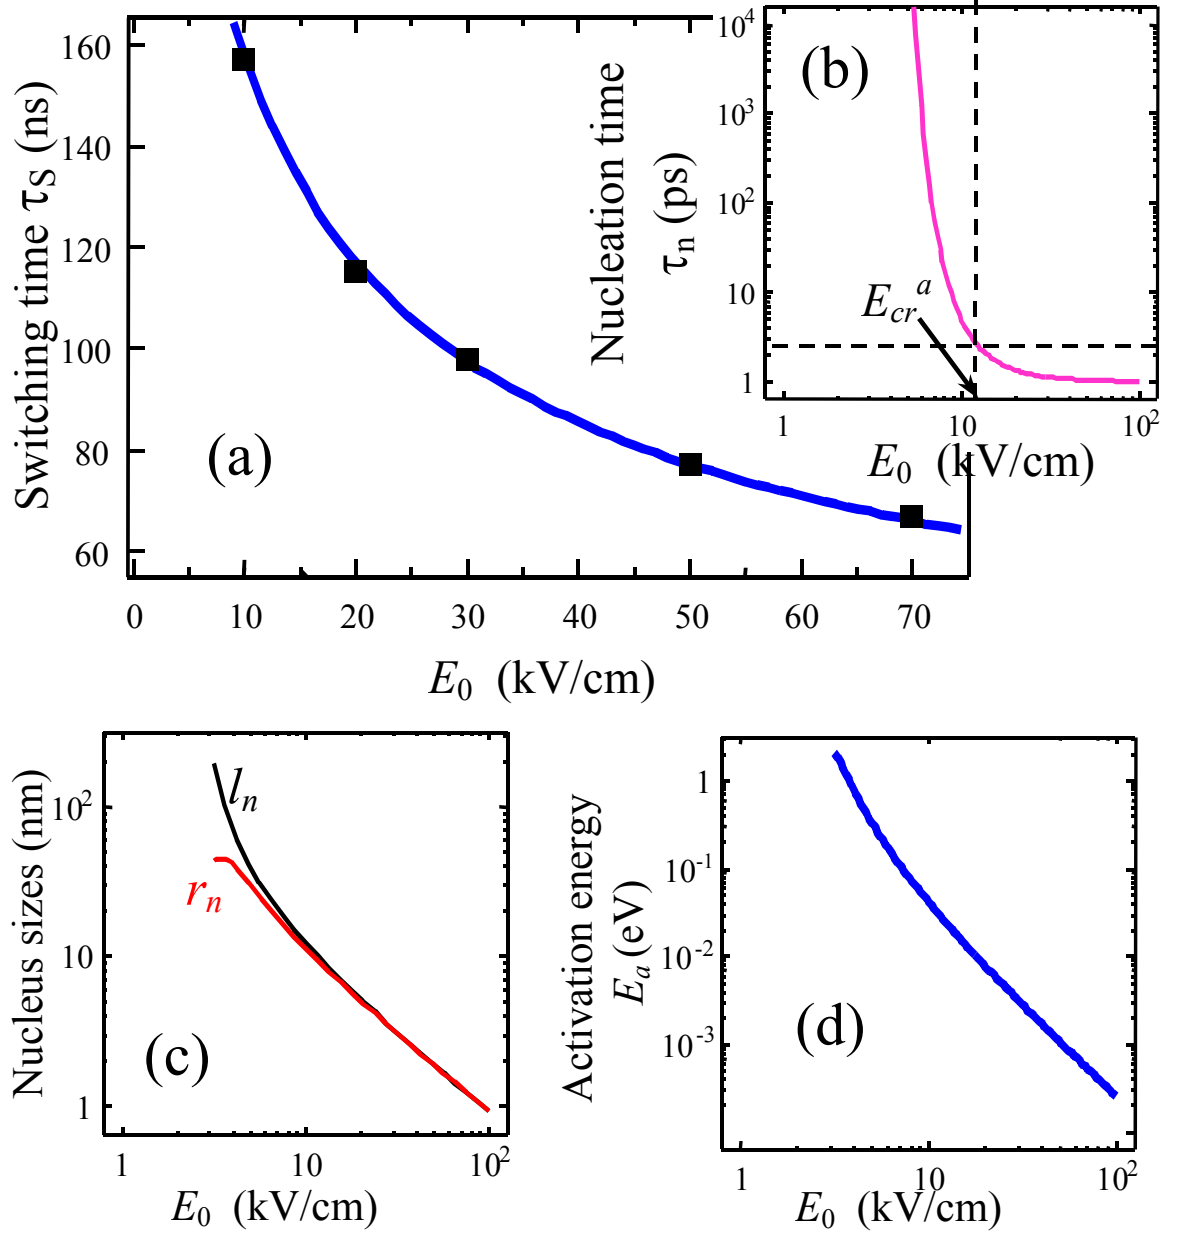 Switching time τS (ns)
160
140
120
100
80
60
(a)
0 10 20 30 40 50 60 70
E0 (kV/cm)
Nucleation time
τn (ps)
10^4
10^3
10^2
10
1
(b)
Ecr^a
1 10 10^2
E0 (kV/cm)
Nucleus sizes (nm)
10^2
10
1
ln
rn
(c)
1 10 10^2
E0 (kV/cm)
Activation energy
Ea (eV)
1
10^-1
10^-2
10^-3
(d)
1 10 10^2
E0 (kV/cm)